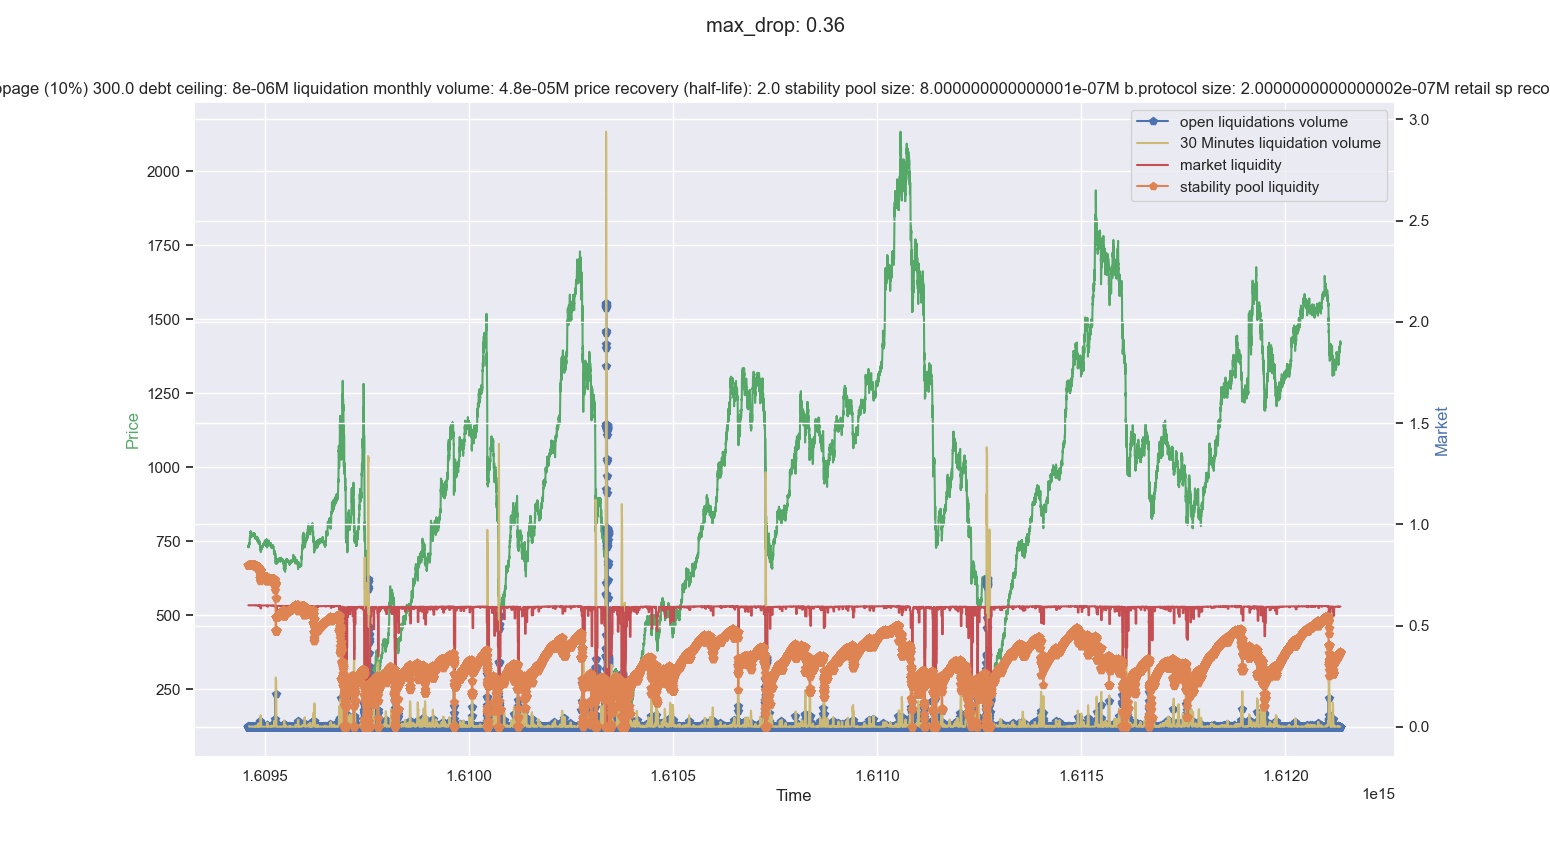 max_drop: 0.36
ppage (10%) 300.0 debt ceiling: 8e-06M liquidation monthly volume: 4.8e-05M price recovery (half-life): 2.0 stability pool size: 8.000000000000001e-07M b.protocol size: 2.0000000000000002e-07M retail sp reco
open liquidations volume
30 Minutes liquidation volume
market liquidity
stability pool liquidity
2000
1750
1500
1250
1000
750
500
250
Price
3.0
2.5
2.0
1.5
1.0
0.5
0.0
Market
1.6095 1.6100 1.6105 1.6110 1.6115 1.6120
1e15
Time